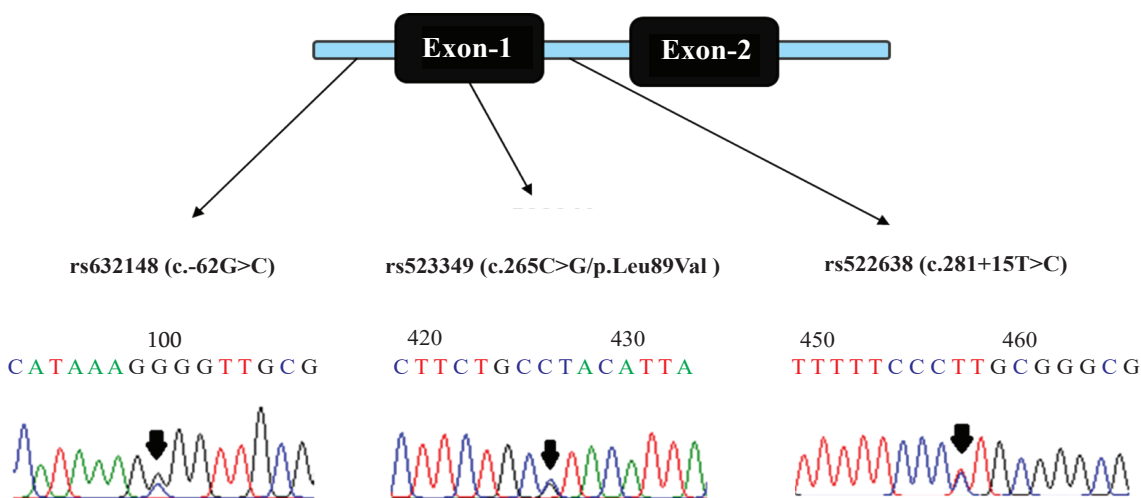 Exon-1 Exon-2
rs632148 (c.-62G>C) rs523349 (c.265C>G/p.Leu89Val ) rs522638 (c.281+15T>C)
100 420 430 450 460
CATAAAGGGGTTGCG CTTCTGCCTACATTA TTTTTCCCTTGCGGGCG